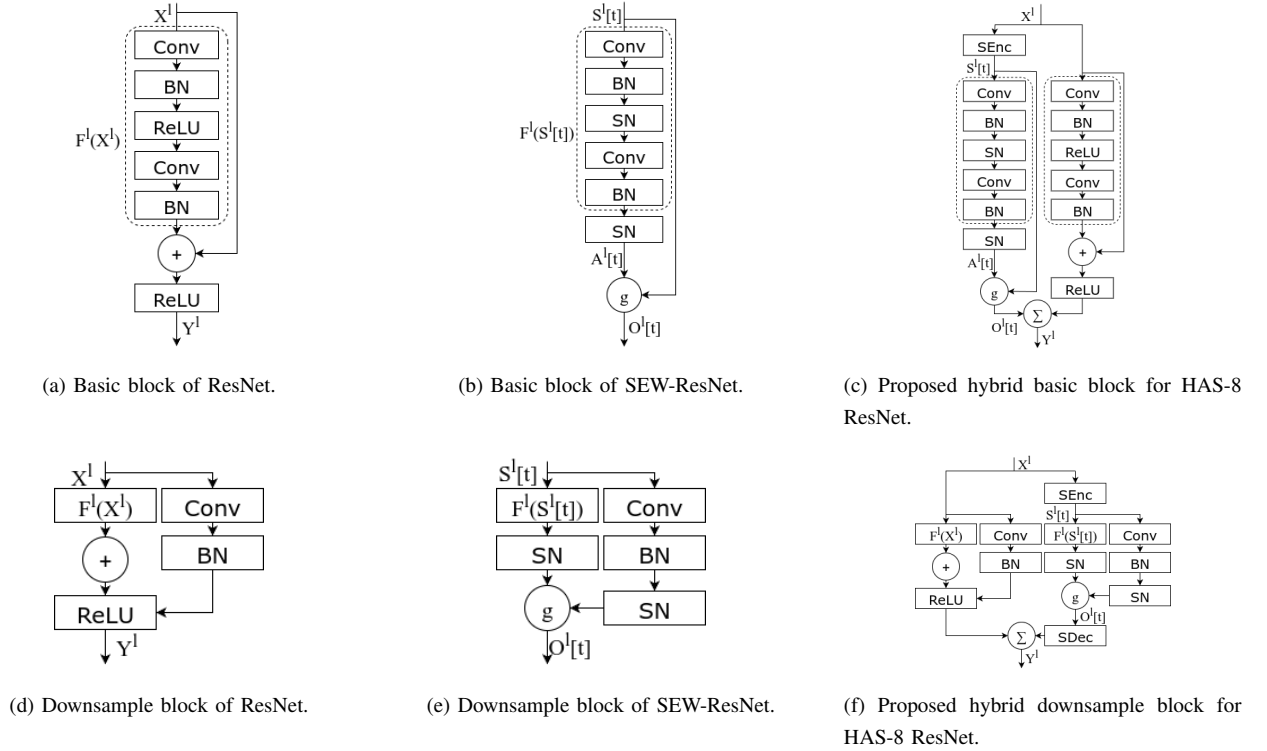 X^l
Conv
BN
ReLU
Conv
BN
F^l(X^l)
+
ReLU
Y^l
(a) Basic block of ResNet.
S^l[t]
Conv
BN
SN
Conv
BN
F^l(S^l[t])
SN
A^l[t]
g
O^l[t]
(b) Basic block of SEW-ResNet.
X^l
SEnc
S^l[t]
Conv
BN
SN
Conv
BN
SN
A^l[t]
g
O^l[t]
Conv
BN
ReLU
Conv
BN
+
ReLU
Σ
Y^l
(c) Proposed hybrid basic block for HAS-8
ResNet.
X^l
F^l(X^l)
Conv
+
BN
ReLU
Y^l
(d) Downsample block of ResNet.
S^l[t]
F^l(S^l[t])
Conv
SN
BN
g
SN
O^l[t]
(e) Downsample block of SEW-ResNet.
X^l
SEnc
S^l[t]
F^l(X^l)
Conv
F^l(S^l[t])
Conv
+
BN
SN
BN
ReLU
g
SN
O^l[t]
Σ
SDec
Y^l
(f) Proposed hybrid downsample block for
HAS-8 ResNet.